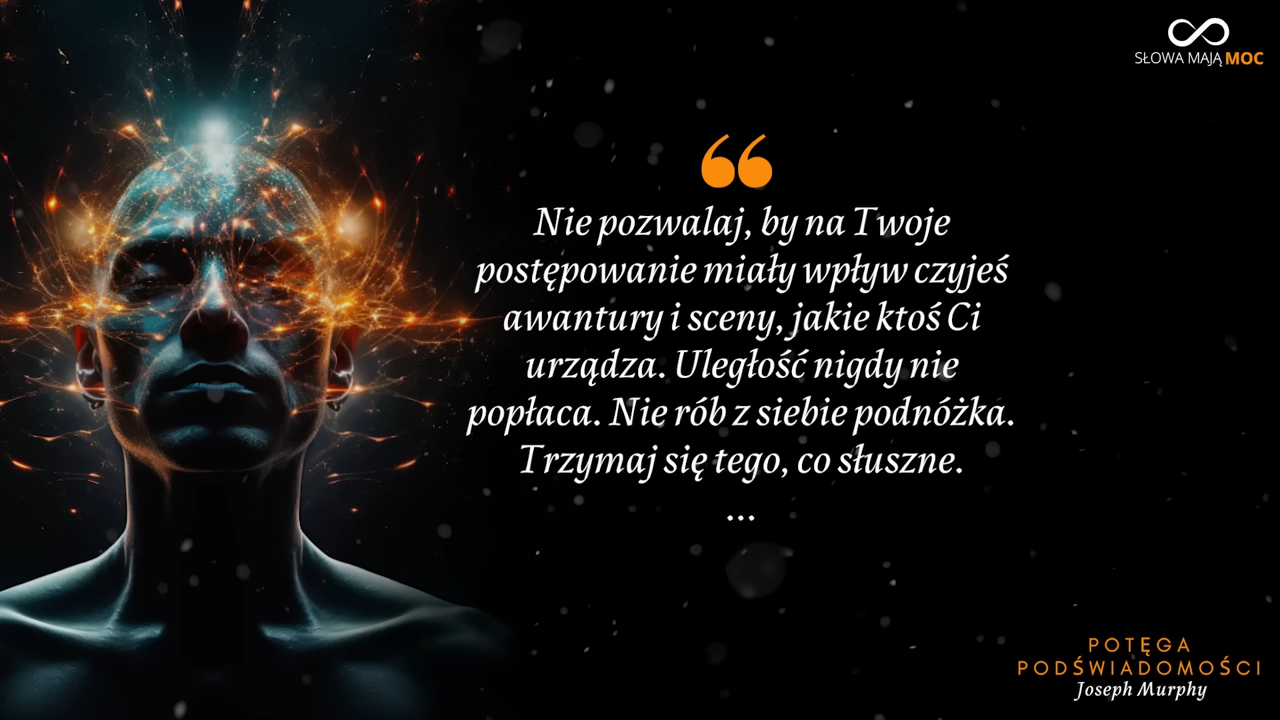 SŁOWA MAJĄ MOC
Nie pozwalaj, by na Twoje
postępowanie miały wpływ czyjeś
awantury i sceny, jakie ktoś Ci
urządza. Uległość nigdy nie
popłaca. Nie rób z siebie podnóżka.
Trzymaj się tego, co słuszne.
...
POTĘGA
PODŚWIADOMOŚCI
Joseph Murphy